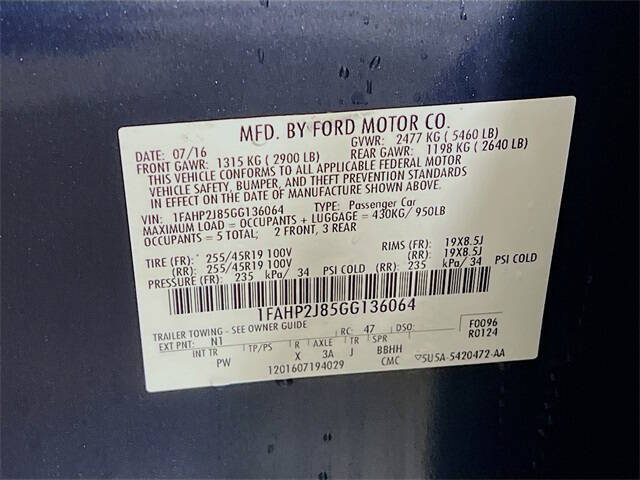 MFD. BY FORD MOTOR CO.
DATE: 07/16 GVWR: 2477 KG ( 5460 LB)
FRONT GAWR: 1315 KG ( 2900 LB) REAR GAWR: 1198 KG ( 2640 LB)
THIS VEHICLE CONFORMS TO ALL APPLICABLE FEDERAL MOTOR
VEHICLE SAFETY, BUMPER, AND THEFT PREVENTION STANDARDS
IN EFFECT ON THE DATE OF MANUFACTURE SHOWN ABOVE.
VIN: 1FAHP2J85GG136064 TYPE: Passenger Car
MAXIMUM LOAD = OCCUPANTS + LUGGAGE = 430KG/ 950LB
OCCUPANTS = 5 TOTAL; 2 FRONT, 3 REAR
TIRE (FR): 255/45R19 100V RIMS (FR): 19X8.5J
(RR): 255/45R19 100V (RR): 19X8.5J
PRESSURE (FR): 235 kPa/ 34 PSI COLD (RR): 235 kPa/ 34 PSI COLD
1FAHP2J85GG136064
TRAILER TOWING - SEE OWNER GUIDE F0096
EXT PNT: N1 RC: 47 DSO: R0124
INT TR TP/PS R AXLE TR SPR
PW X 3A J BBHH
1201607194029 CMC ▽5U5A-5420472-AA